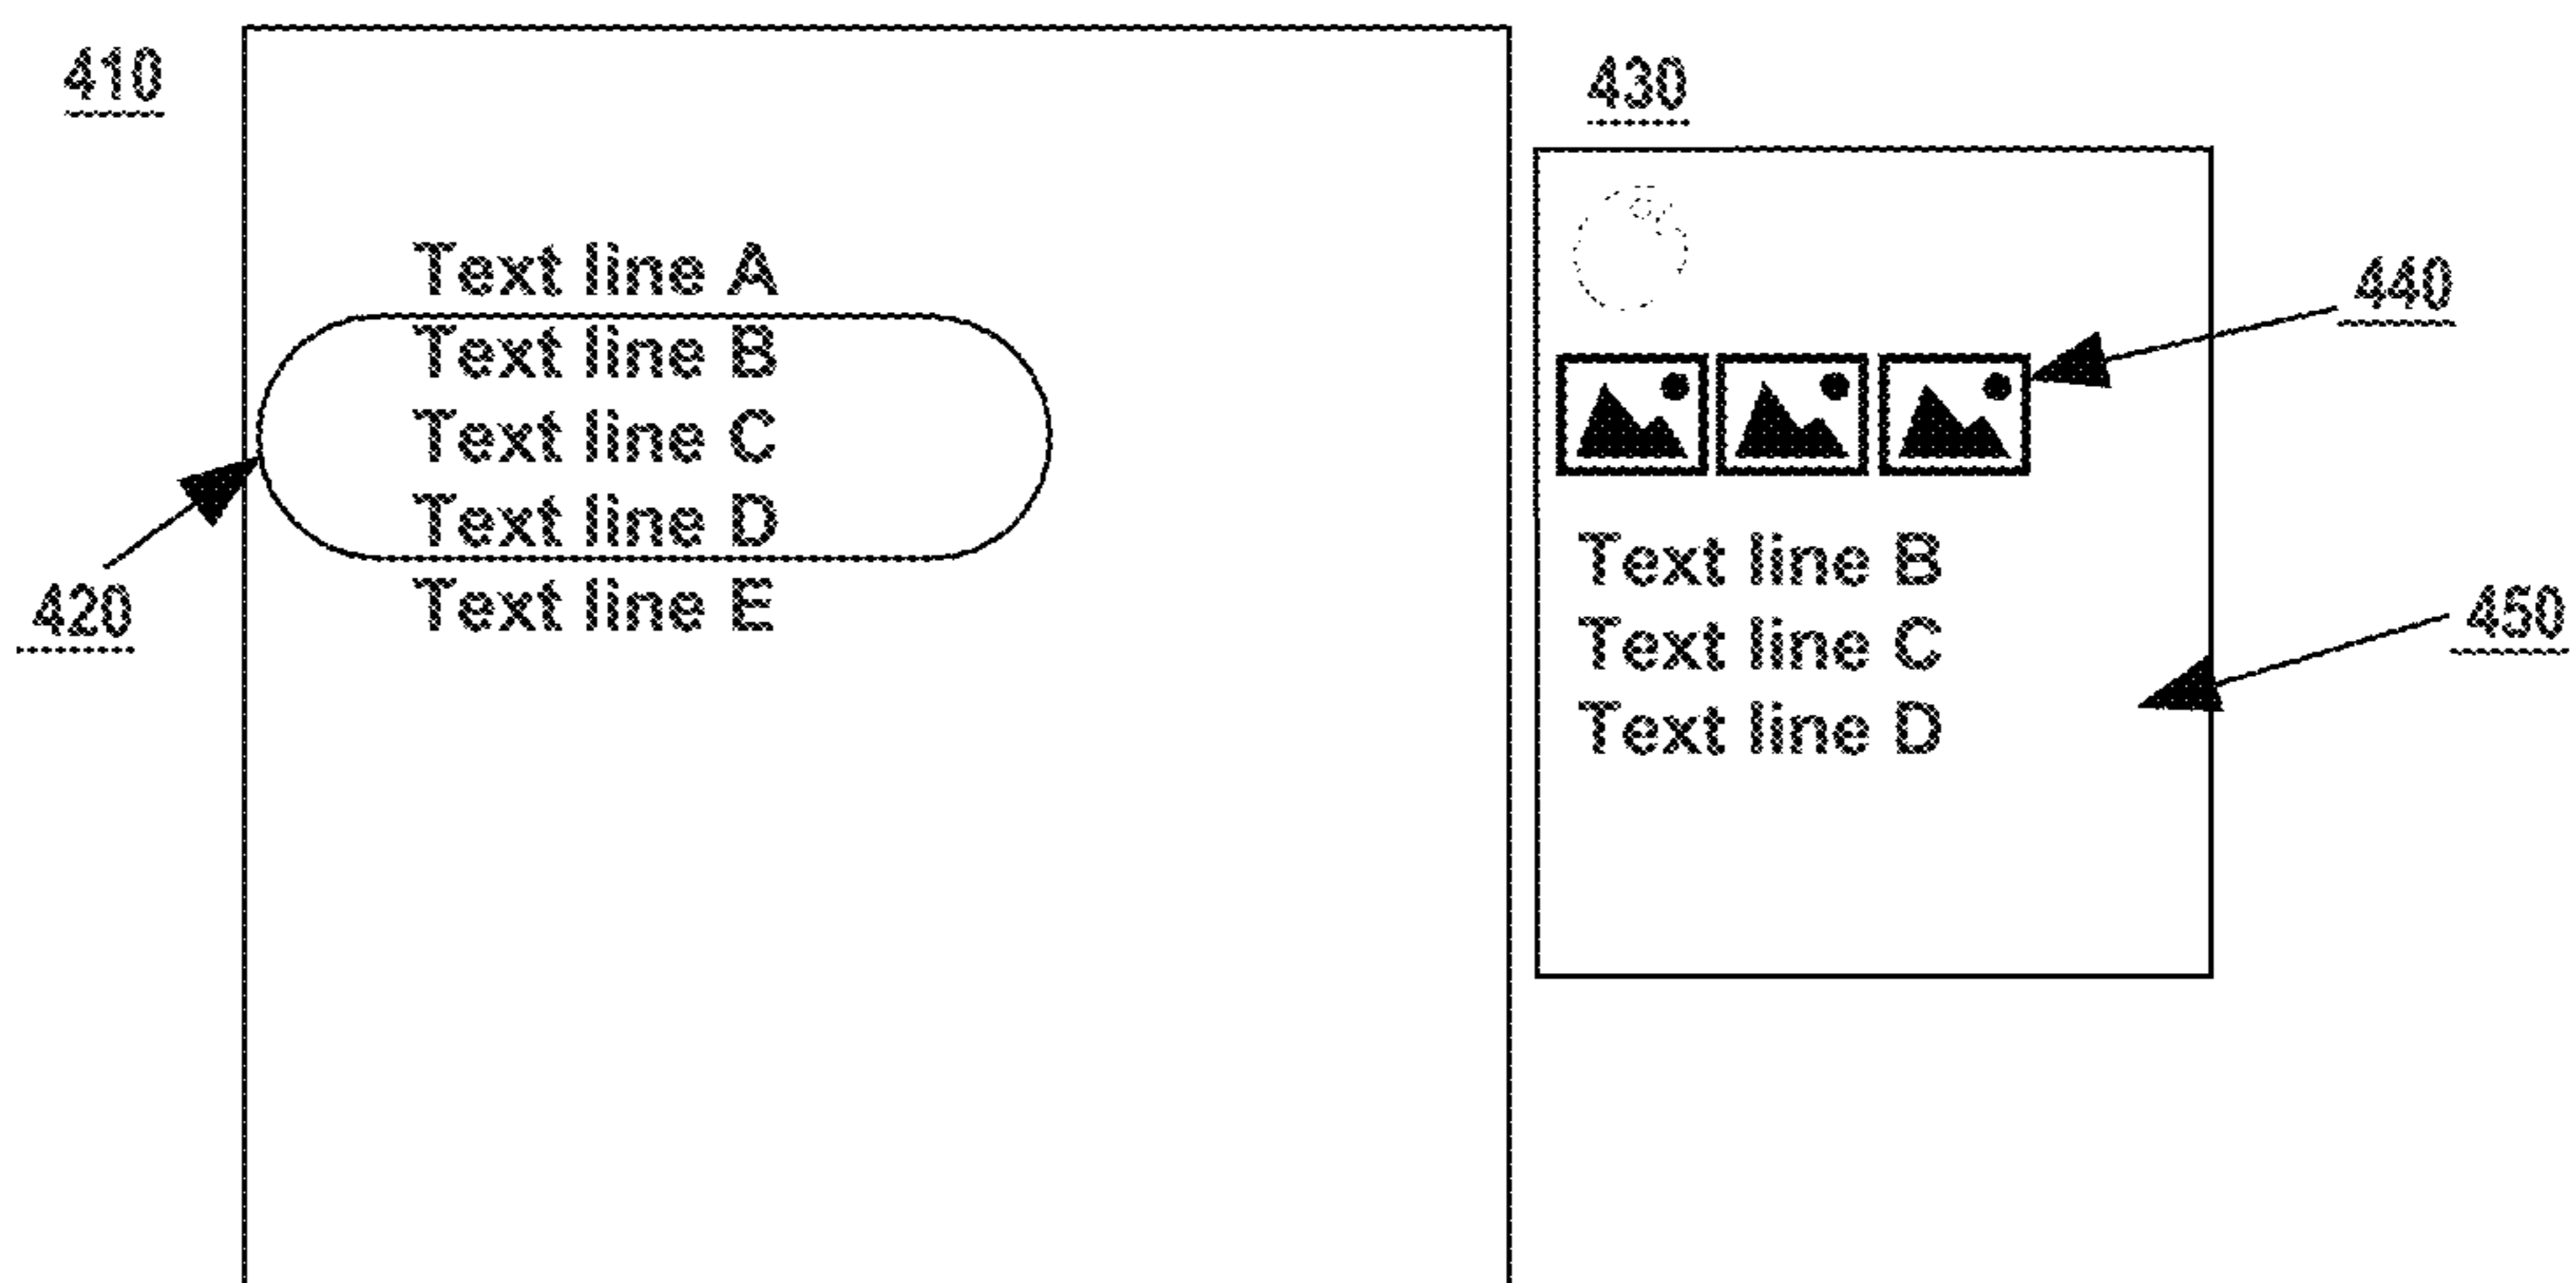 410
Text line A
Text line B
Text line C
Text line D
Text line E
420
430
440
Text line B
Text line C
Text line D
450